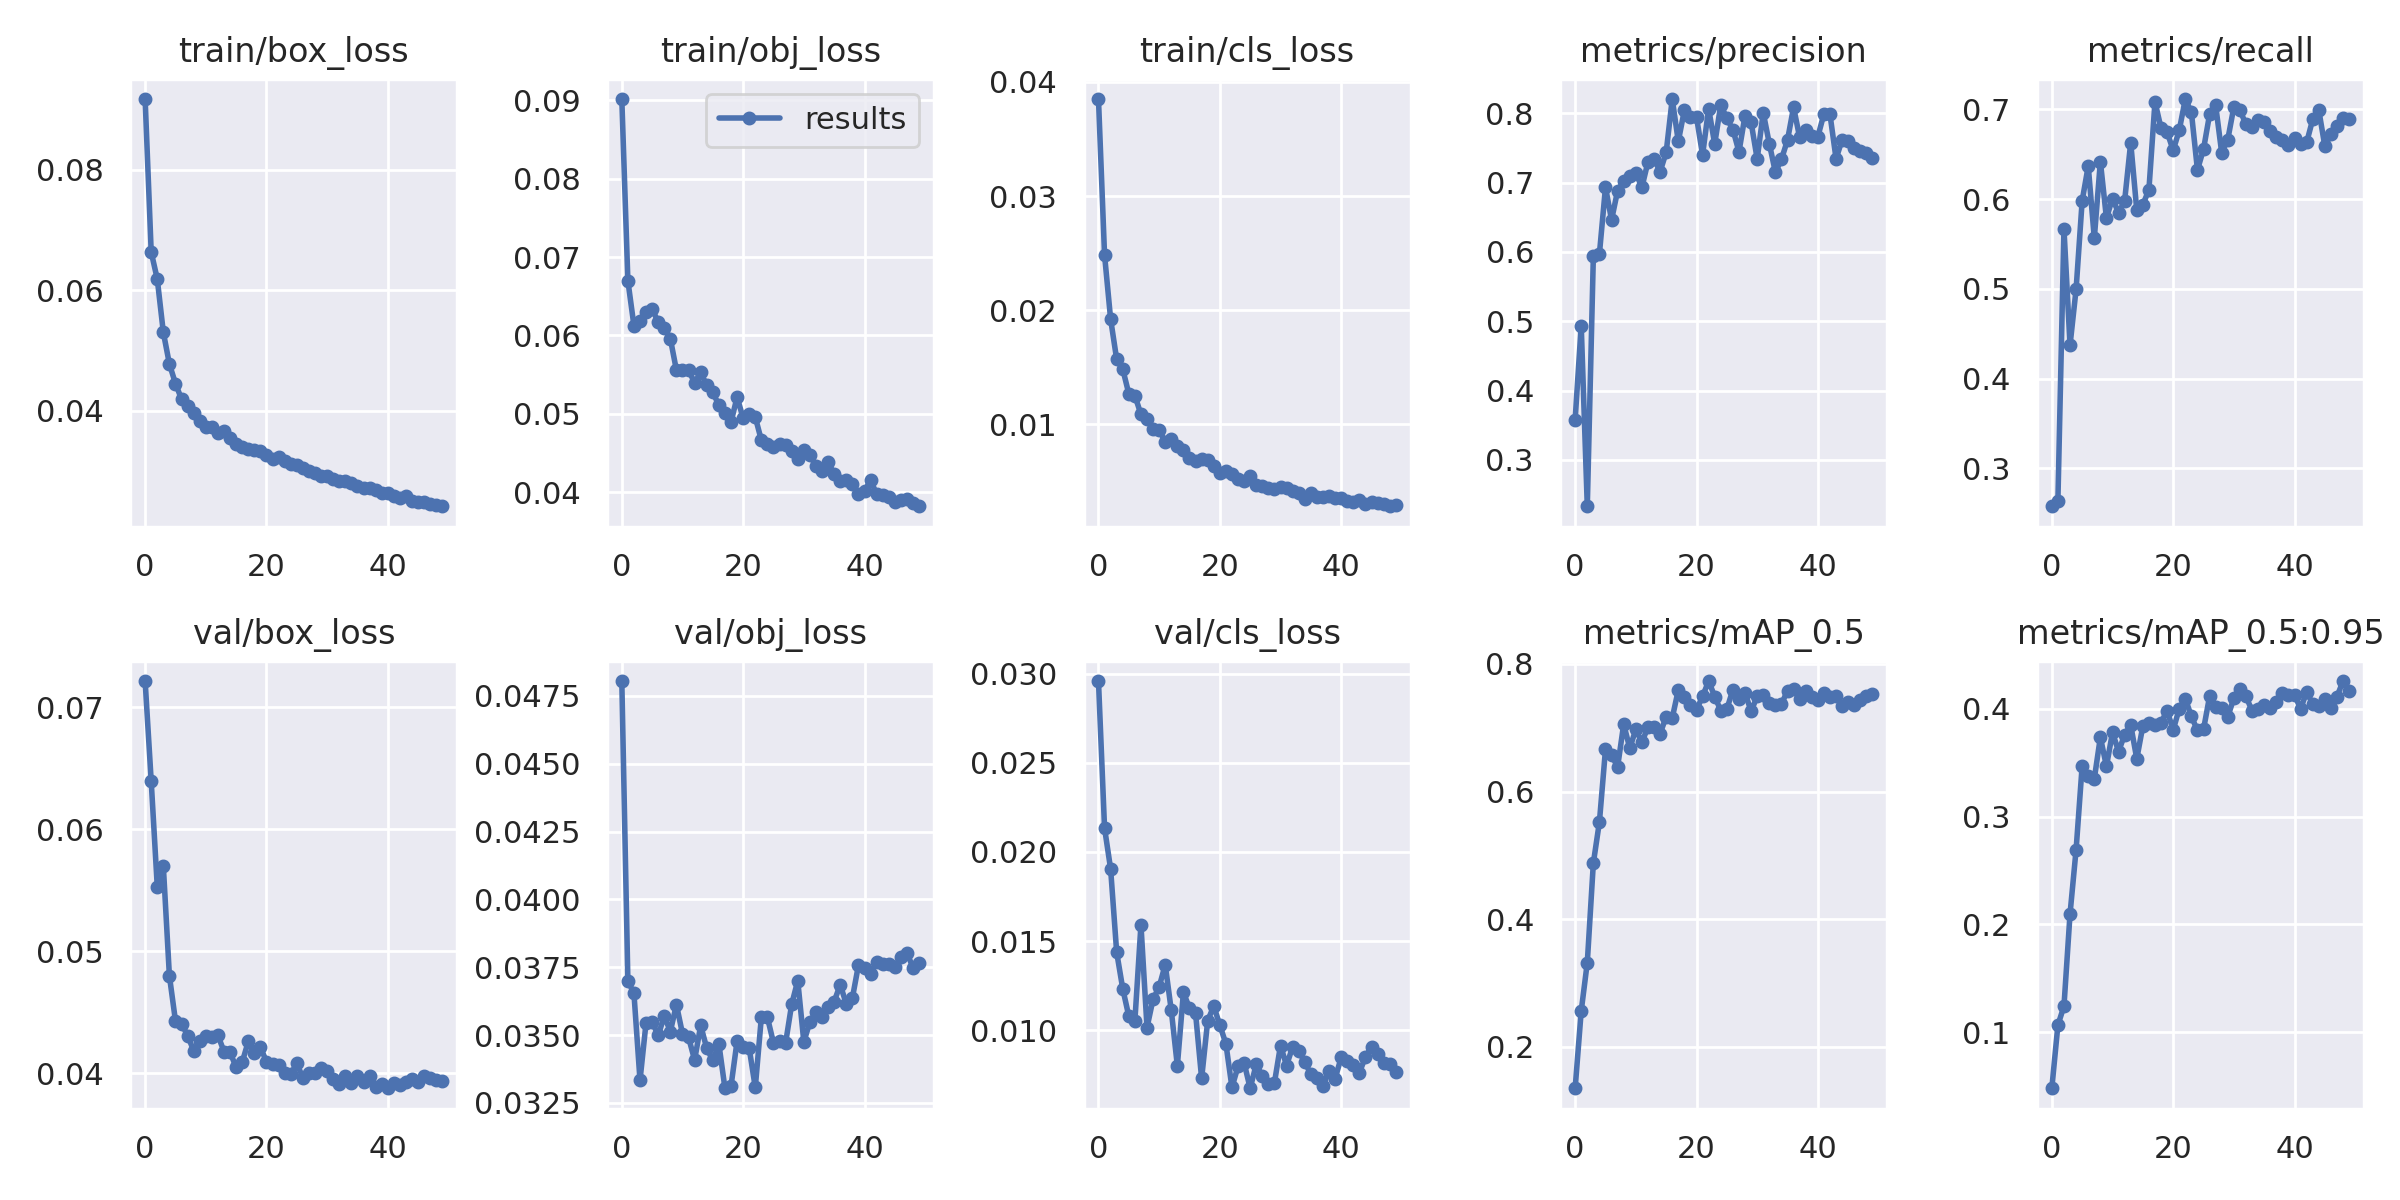 train/box_loss
0.08
0.06
0.04
0 20 40
train/obj_loss
results
0.09
0.08
0.07
0.06
0.05
0.04
0 20 40
train/cls_loss
0.04
0.03
0.02
0.01
0 20 40
metrics/precision
0.8
0.7
0.6
0.5
0.4
0.3
0 20 40
metrics/recall
0.7
0.6
0.5
0.4
0.3
0 20 40
val/box_loss
0.07
0.06
0.05
0.04
0 20 40
val/obj_loss
0.0475
0.0450
0.0425
0.0400
0.0375
0.0350
0.0325
0 20 40
val/cls_loss
0.030
0.025
0.020
0.015
0.010
0 20 40
metrics/mAP_0.5
0.8
0.6
0.4
0.2
0 20 40
metrics/mAP_0.5:0.95
0.4
0.3
0.2
0.1
0 20 40